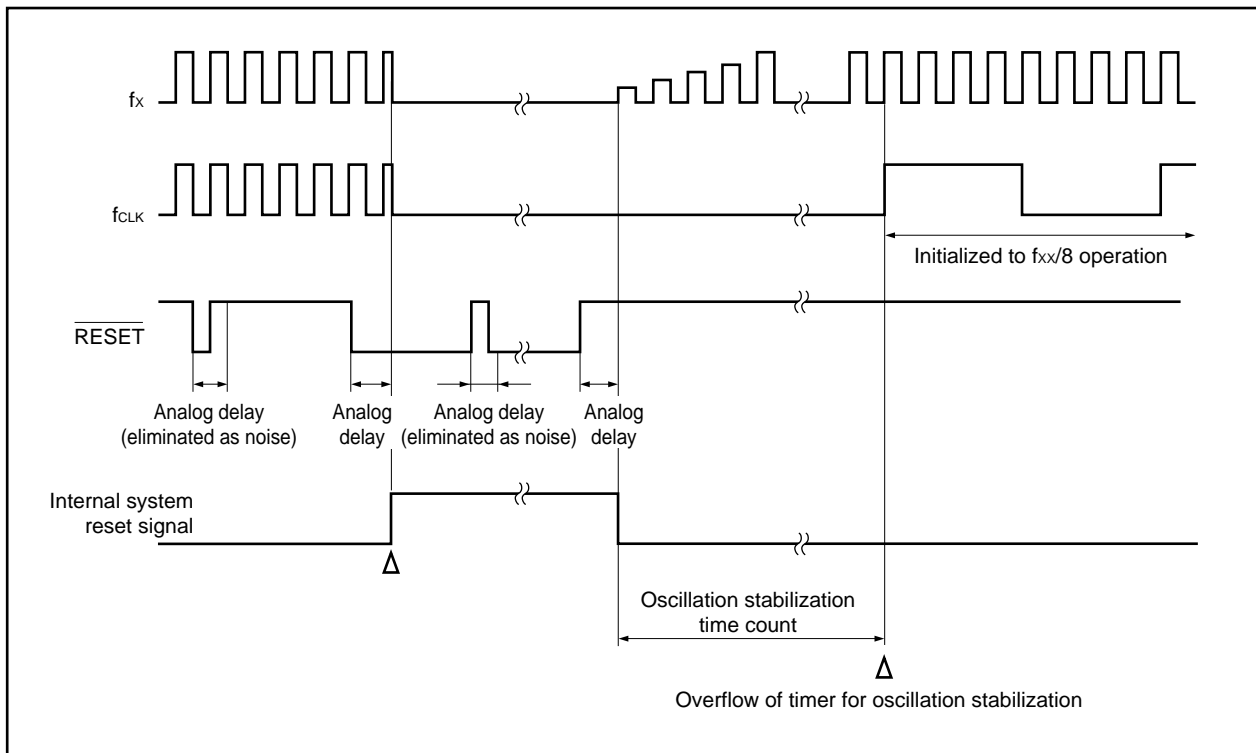 fX
fCLK
Initialized to fXX/8 operation
RESET
Analog delay
(eliminated as noise)
Analog
delay
Analog delay
(eliminated as noise)
Analog
delay
Internal system
reset signal
Oscillation stabilization
time count
Overflow of timer for oscillation stabilization